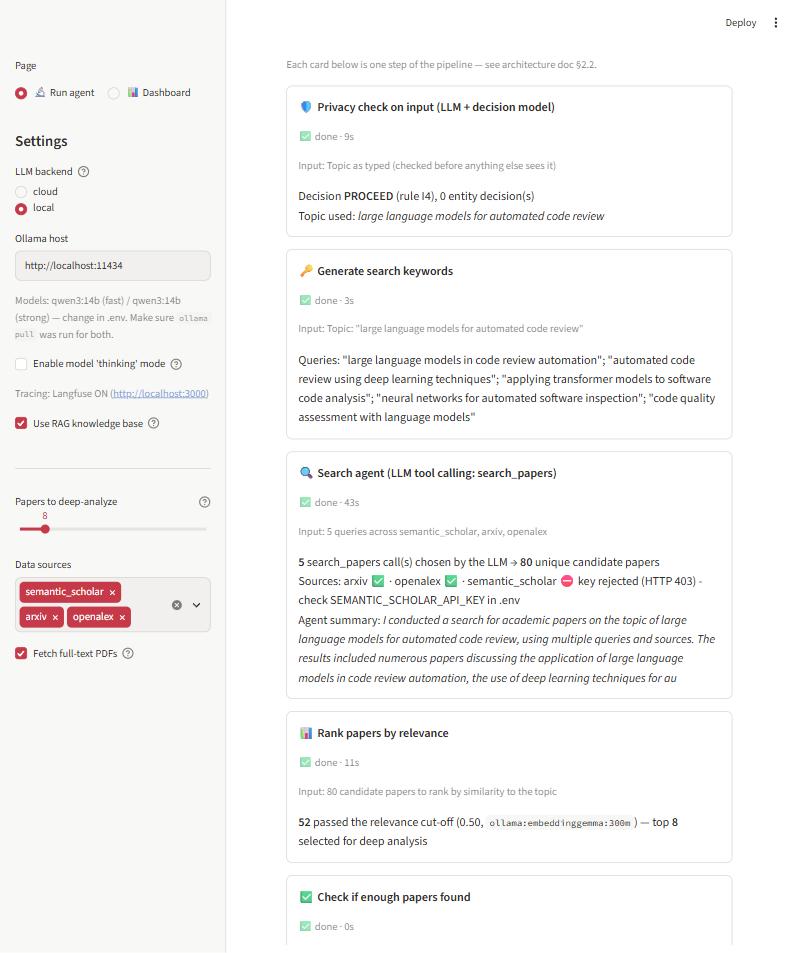 Deploy
Page
Run agent
Dashboard
Settings
LLM backend
cloud
local
Ollama host
http://localhost:11434
Models: qwen3:14b (fast) / qwen3:14b
(strong) — change in .env. Make sure ollama
pull was run for both.
Enable model 'thinking' mode
Tracing: Langfuse ON (http://localhost:3000)
Use RAG knowledge base
Papers to deep-analyze
8
Data sources
semantic_scholar ×
arxiv × openalex ×
Fetch full-text PDFs
Each card below is one step of the pipeline — see architecture doc §2.2.
Privacy check on input (LLM + decision model)
✅ done · 9s
Input: Topic as typed (checked before anything else sees it)
Decision PROCEED (rule I4), 0 entity decision(s)
Topic used: large language models for automated code review
Generate search keywords
✅ done · 3s
Input: Topic: "large language models for automated code review"
Queries: "large language models in code review automation"; "automated code
review using deep learning techniques"; "applying transformer models to software
code analysis"; "neural networks for automated software inspection"; "code quality
assessment with language models"
Search agent (LLM tool calling: search_papers)
✅ done · 43s
Input: 5 queries across semantic_scholar, arxiv, openalex
5 search_papers call(s) chosen by the LLM → 80 unique candidate papers
Sources: arxiv ✅ · openalex ✅ · semantic_scholar ⛔ key rejected (HTTP 403) -
check SEMANTIC_SCHOLAR_API_KEY in .env
Agent summary: I conducted a search for academic papers on the topic of large
language models for automated code review, using multiple queries and sources. The
results included numerous papers discussing the application of large language
models in code review automation, the use of deep learning techniques for au
Rank papers by relevance
✅ done · 11s
Input: 80 candidate papers to rank by similarity to the topic
52 passed the relevance cut-off (0.50, ollama:embeddinggemma:300m ) — top 8
selected for deep analysis
✅ Check if enough papers found
✅ done · 0s